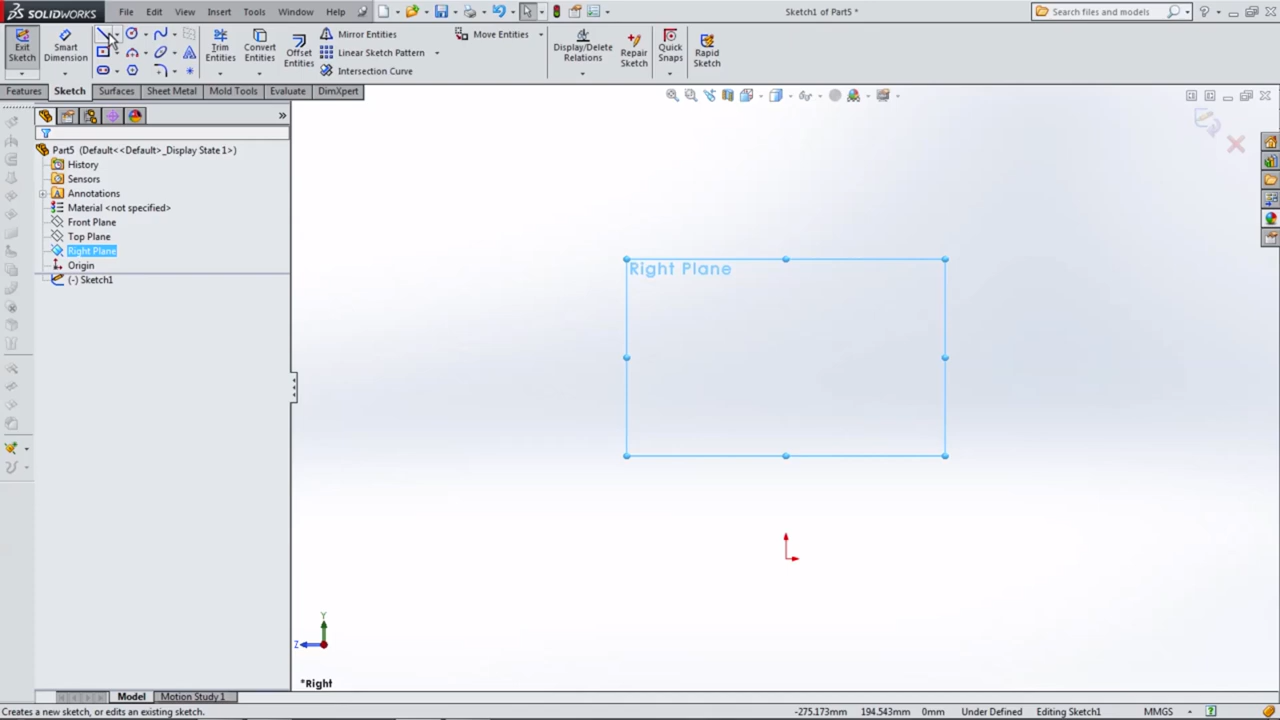 SOLIDWORKS File Edit View Insert Tools Window Help Sketch1 of Part5 * Search files and models
Exit Sketch
Smart Dimension
Trim Entities
Convert Entities
Offset Entities
Mirror Entities
Linear Sketch Pattern
Intersection Curve
Move Entities
Display/Delete Relations
Repair Sketch
Quick Snaps
Rapid Sketch
Features Sketch Surfaces Sheet Metal Mold Tools Evaluate DimXpert
Part5 (Default<<Default>_Display State 1>)
History
Sensors
Annotations
Material <not specified>
Front Plane
Top Plane
Right Plane
Origin
(-) Sketch1
Right Plane
Y
Z
*Right
Model Motion Study 1
Creates a new sketch, or edits an existing sketch. -275.173mm 194.543mm 0mm Under Defined Editing Sketch1 MMGS